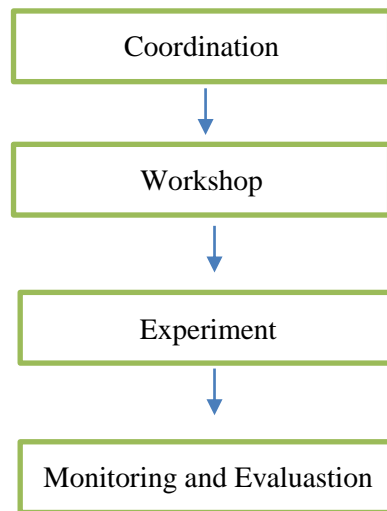 Coordination
Workshop
Experiment
Monitoring and Evaluastion